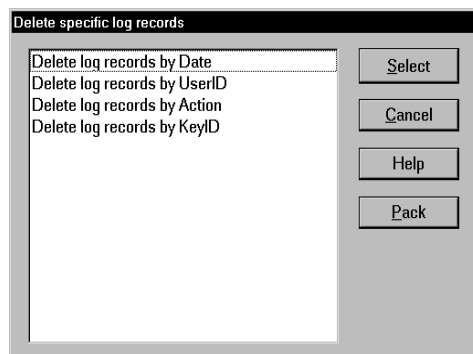 Delete specific log records
Delete log records by Date
Delete log records by UserID
Delete log records by Action
Delete log records by KeyID
Select
Cancel
Help
Pack